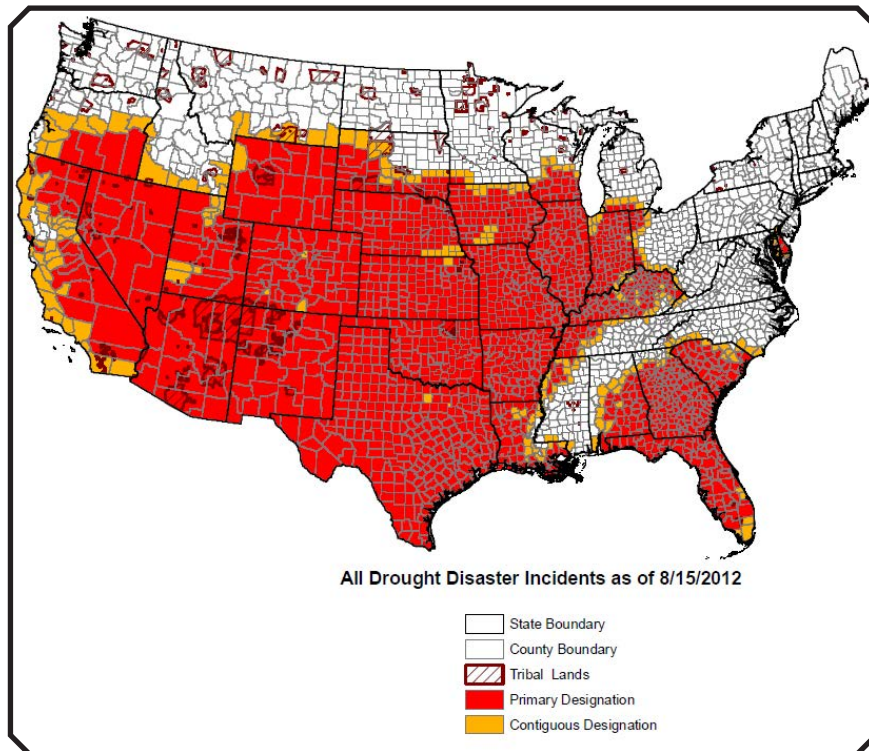 All Drought Disaster Incidents as of 8/15/2012
State Boundary
County Boundary
Tribal Lands
Primary Designation
Contiguous Designation